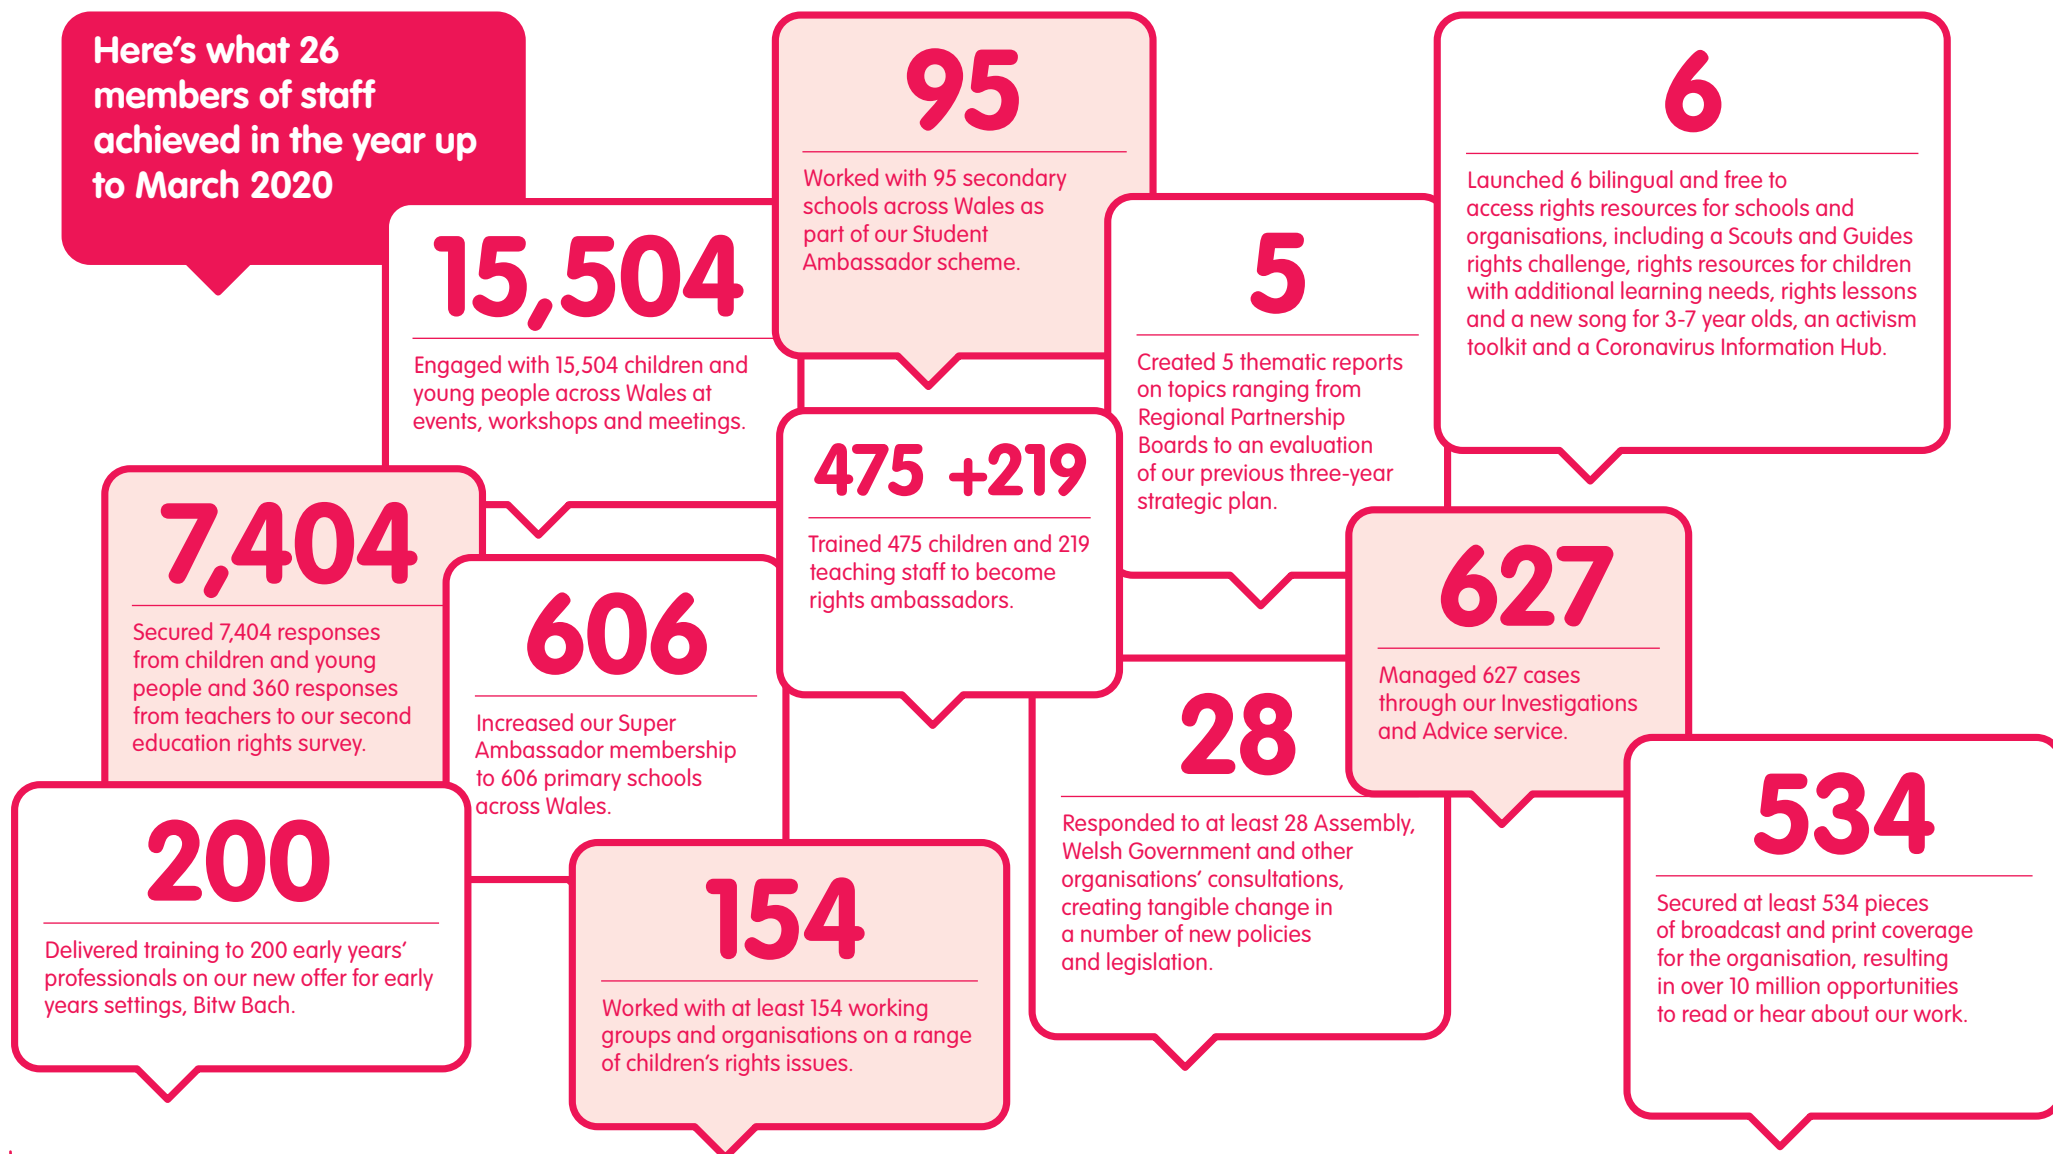 Here's what 26
members of staff
achieved in the year up
to March 2020
15,504
Engaged with 15,504 children and
young people across Wales at
events, workshops and meetings.
95
Worked with 95 secondary
schools across Wales as
part of our Student
Ambassador scheme.
5
Created 5 thematic reports
on topics ranging from
Regional Partnership
Boards to an evaluation
of our previous three-year
strategic plan.
6
Launched 6 bilingual and free to
access rights resources for schools and
organisations, including a Scouts and Guides
rights challenge, rights resources for children
with additional learning needs, rights lessons
and a new song for 3-7 year olds, an activism
toolkit and a Coronavirus Information Hub.
7,404
Secured 7,404 responses
from children and young
people and 360 responses
from teachers to our second
education rights survey.
606
Increased our Super
Ambassador membership
to 606 primary schools
across Wales.
475 +219
Trained 475 children and 219
teaching staff to become
rights ambassadors.
627
Managed 627 cases
through our Investigations
and Advice service.
200
Delivered training to 200 early years'
professionals on our new offer for early
years settings, Bitw Bach.
154
Worked with at least 154 working
groups and organisations on a range
of children's rights issues.
28
Responded to at least 28 Assembly,
Welsh Government and other
organisations' consultations,
creating tangible change in
a number of new policies
and legislation.
534
Secured at least 534 pieces
of broadcast and print coverage
for the organisation, resulting
in over 10 million opportunities
to read or hear about our work.